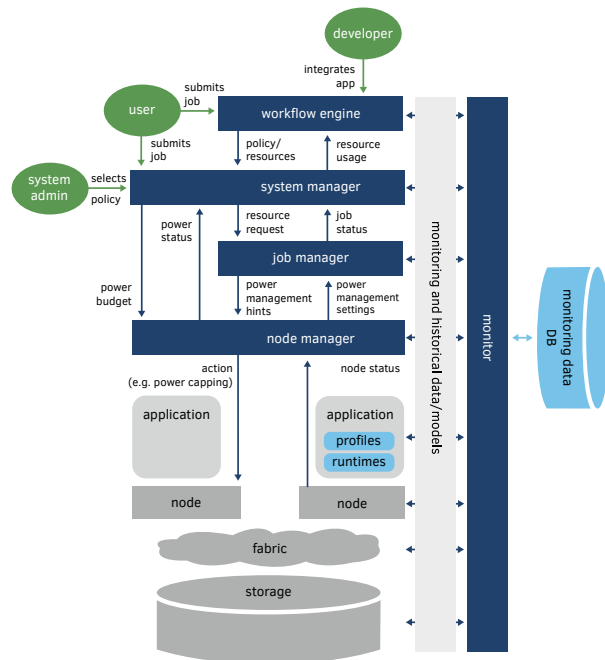 developer
integrates
app
submits
job
user
workflow engine
submits
job
policy/
resources
resource
usage
system
admin
selects
policy
system manager
power
status
resource
request
job
status
job manager
power
budget
power
management
hints
power
management
settings
node manager
action
(e.g. power capping)
node status
application
application
profiles
runtimes
node
node
fabric
storage
monitoring and historical data/models
monitor
monitoring data
DB